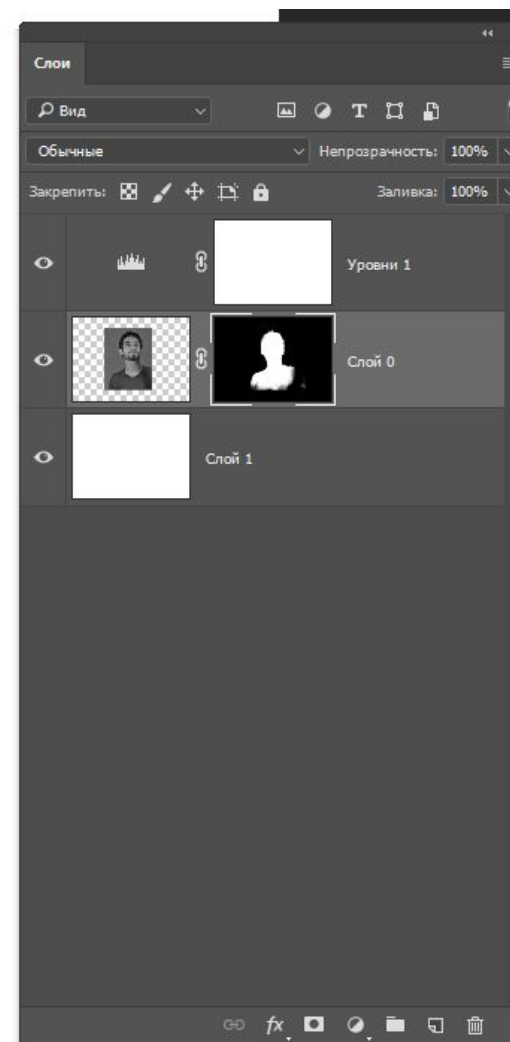 Слои
Вид
Обычные
Непрозрачность: 100%
Закрепить:
Заливка: 100%
Уровни 1
Слой 0
Слой 1
fx